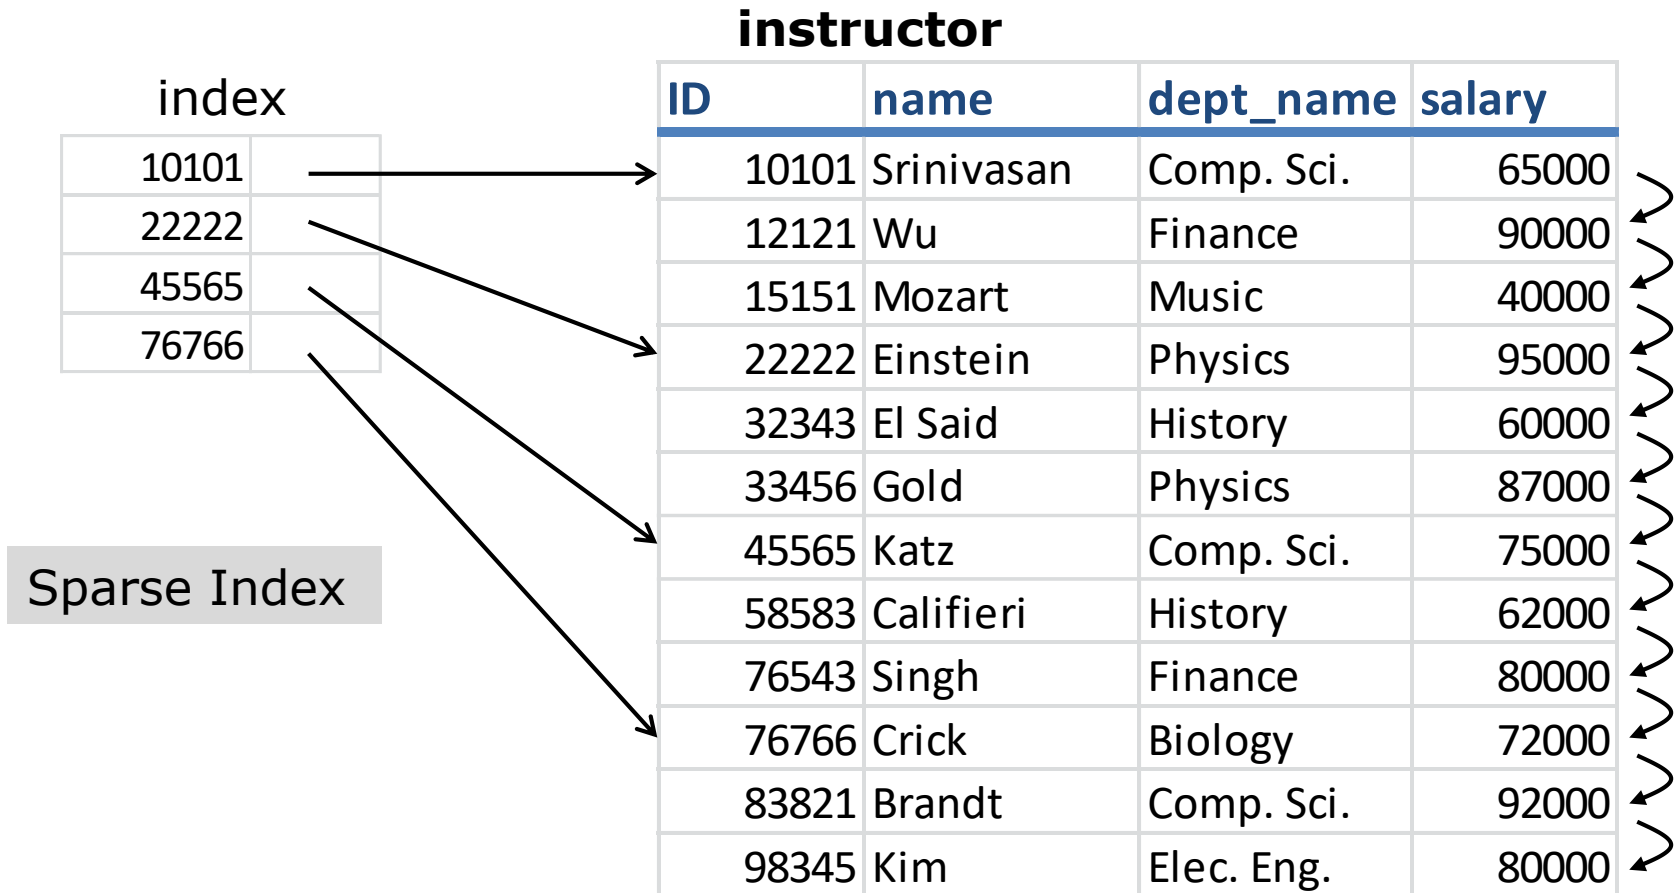 instructor
index
ID name dept_name salary
10101
22222
45565
76766
10101 Srinivasan Comp. Sci. 65000
12121 Wu Finance 90000
15151 Mozart Music 40000
22222 Einstein Physics 95000
32343 El Said History 60000
33456 Gold Physics 87000
45565 Katz Comp. Sci. 75000
58583 Califieri History 62000
76543 Singh Finance 80000
76766 Crick Biology 72000
83821 Brandt Comp. Sci. 92000
98345 Kim Elec. Eng. 80000
Sparse Index